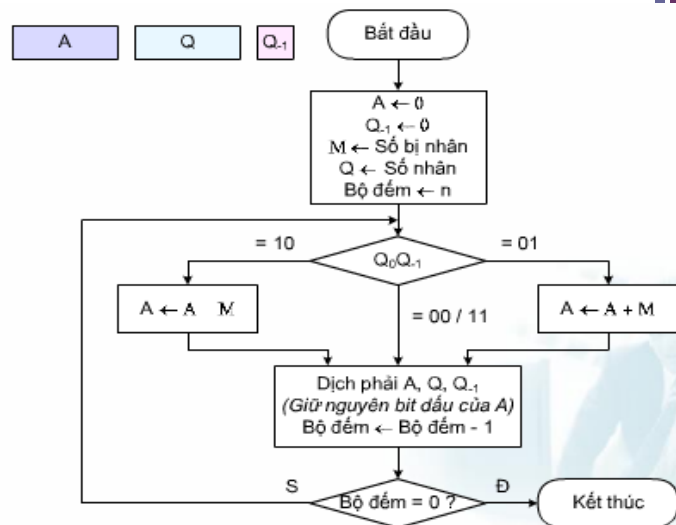 A
Q
Q₋₁
Bắt đầu
A ← 0
Q₋₁ ← 0
M ← Số bị nhân
Q ← Số nhân
Bộ đếm ← n
= 10
Q₀Q₋₁
= 01
A ← A M
= 00 / 11
A ← A + M
Dịch phải A, Q, Q₋₁
(Giữ nguyên bit dấu của A)
Bộ đếm ← Bộ đếm - 1
S
Bộ đếm = 0 ?
Đ
Kết thúc